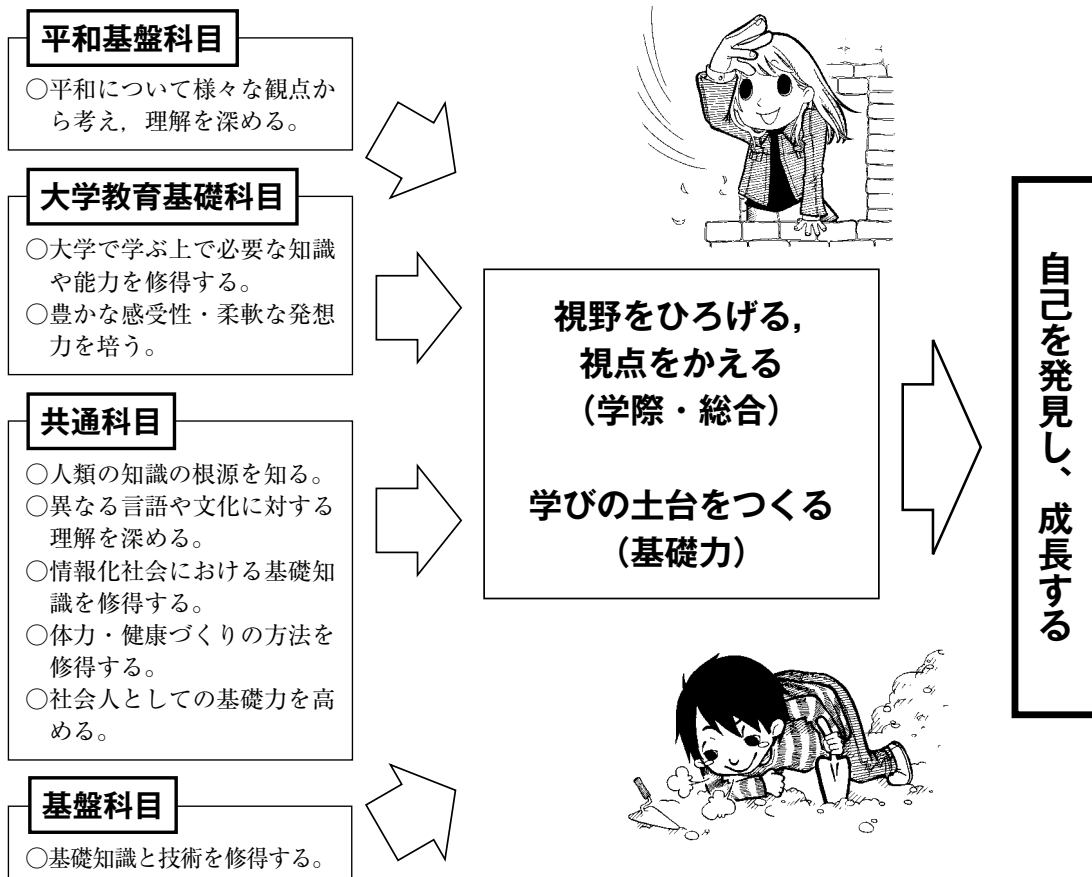 平和基盤科目
○平和について様々な観点か
ら考え，理解を深める。
大学教育基礎科目
○大学で学ぶ上で必要な知識
や能力を修得する。
○豊かな感受性・柔軟な発想
力を培う。
共通科目
○人類の知識の根源を知る。
○異なる言語や文化に対する
理解を深める。
○情報化社会における基礎知
識を修得する。
○体力・健康づくりの方法を
修得する。
○社会人としての基礎力を高
める。
基盤科目
○基礎知識と技術を修得する。
視野をひろげる，
視点をかえる
（学際・総合）
学びの土台をつくる
（基礎力）
自己を発見し、成長する